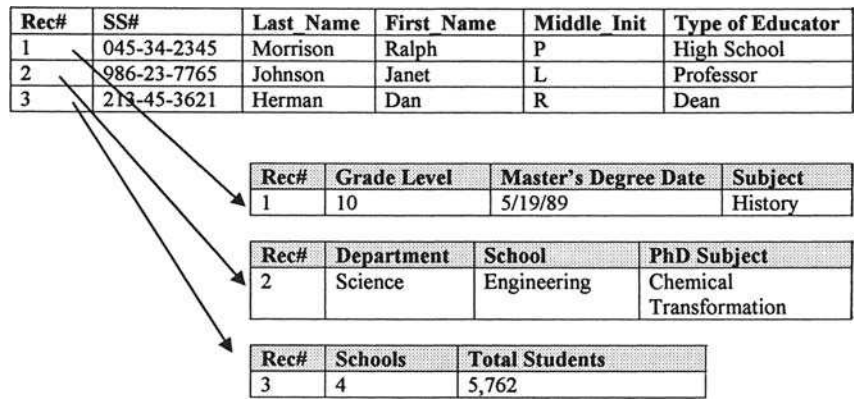 Rec# SS# Last_Name First_Name Middle_Init Type of Educator
1 045-34-2345 Morrison Ralph P High School
2 986-23-7765 Johnson Janet L Professor
3 213-45-3621 Herman Dan R Dean
Rec# Grade Level Master's Degree Date Subject
1 10 5/19/89 History
Rec# Department School PhD Subject
2 Science Engineering Chemical
Transformation
Rec# Schools Total Students
3 4 5,762